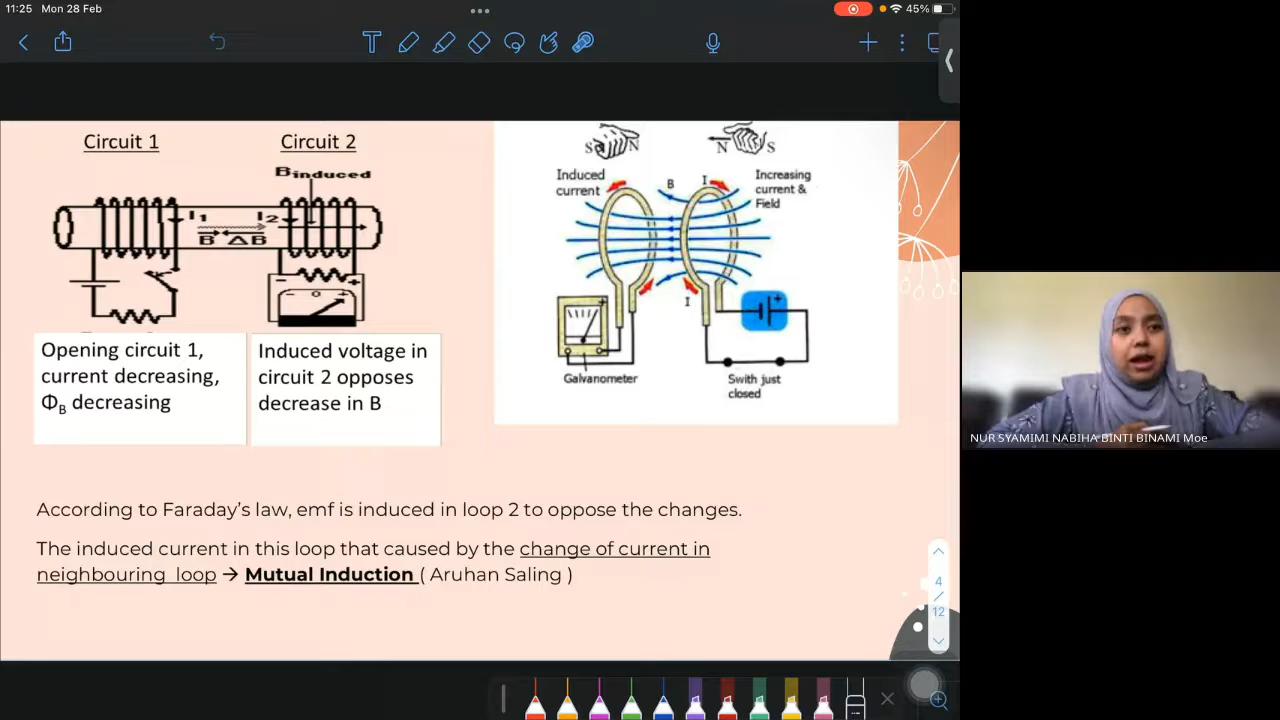 11:25 Mon 28 Feb
45%
T
Circuit 1
Circuit 2
Binduced
I1
I2
B ΔB
- +
- o +
Opening circuit 1,
current decreasing,
ΦB decreasing
Induced voltage in
circuit 2 opposes
decrease in B
S N
N S
Induced
current
B
I
Increasing
current &
Field
I
+
+
Galvanometer
Swith just
closed
According to Faraday's law, emf is induced in loop 2 to oppose the changes.
The induced current in this loop that caused by the change of current in
neighbouring loop → Mutual Induction ( Aruhan Saling )
4
/
12
NUR SYAMIMI NABIHA BINTI BINAMI Moe